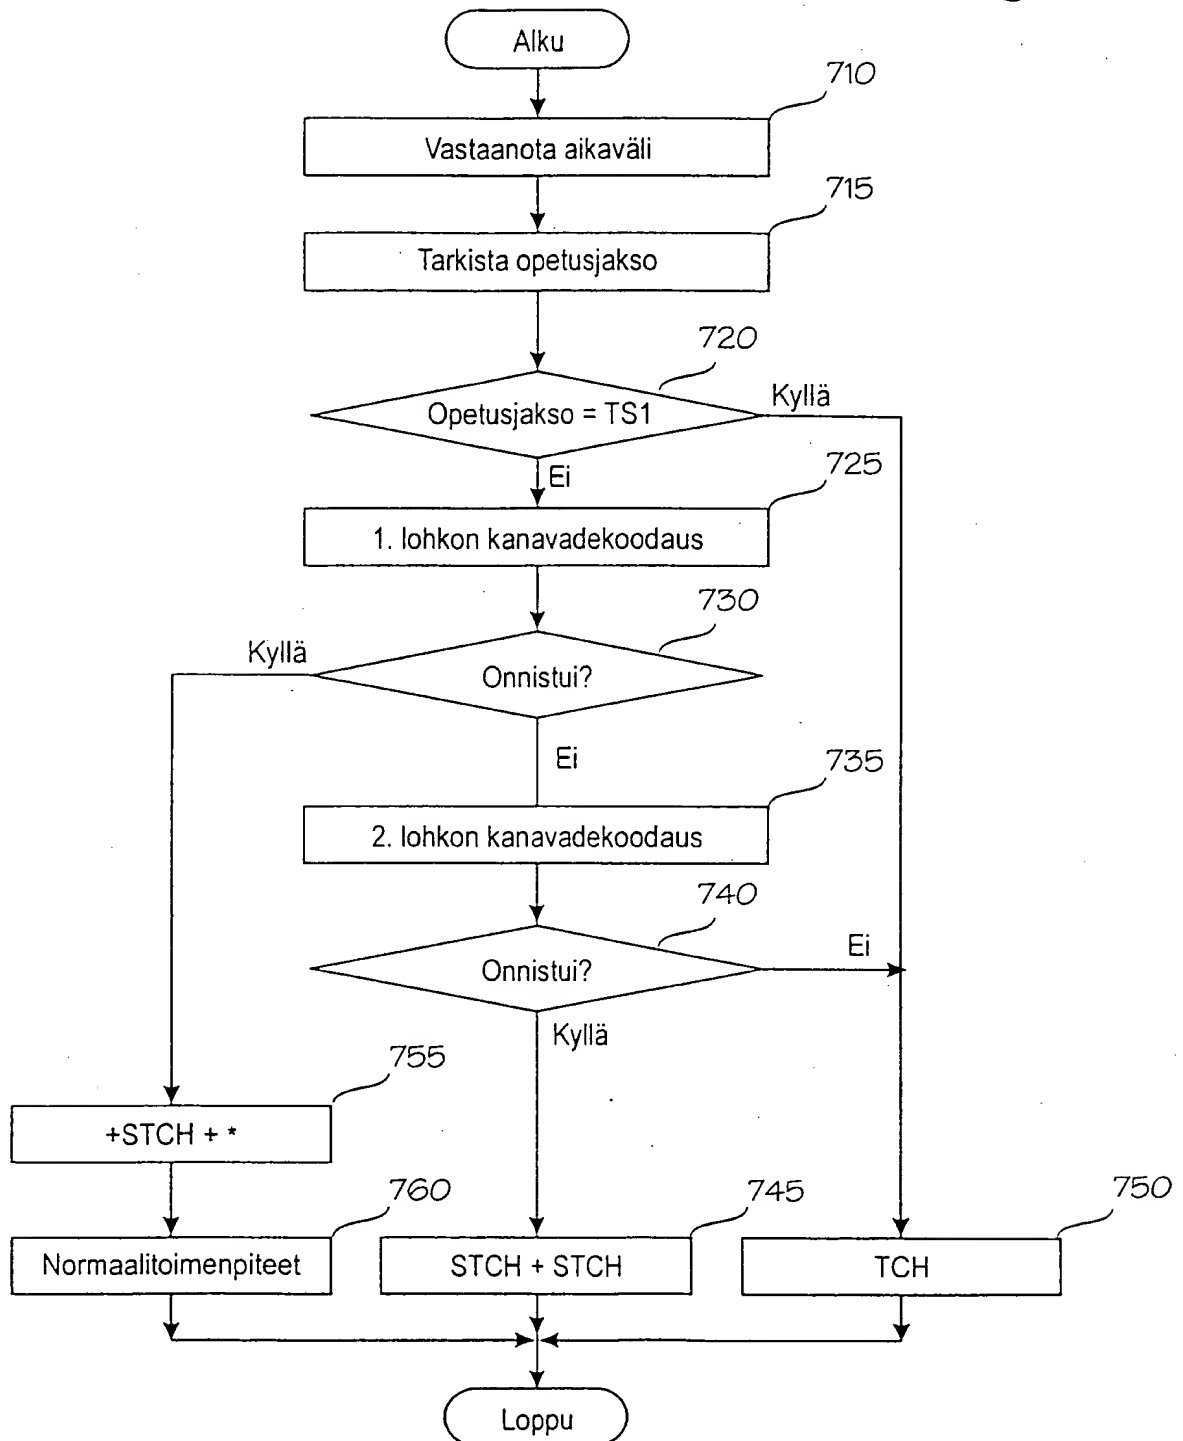 Alku
710
Vastaanota aikaväli
715
Tarkista opetusjakso
720
Opetusjakso = TS1
Kyllä
Ei
725
1. lohkon kanavadekoodaus
730
Kyllä
Onnistui?
Ei
735
2. lohkon kanavadekoodaus
740
Onnistui?
Ei
Kyllä
755
+STCH + *
760
745
750
Normaalitoimenpiteet
STCH + STCH
TCH
Loppu